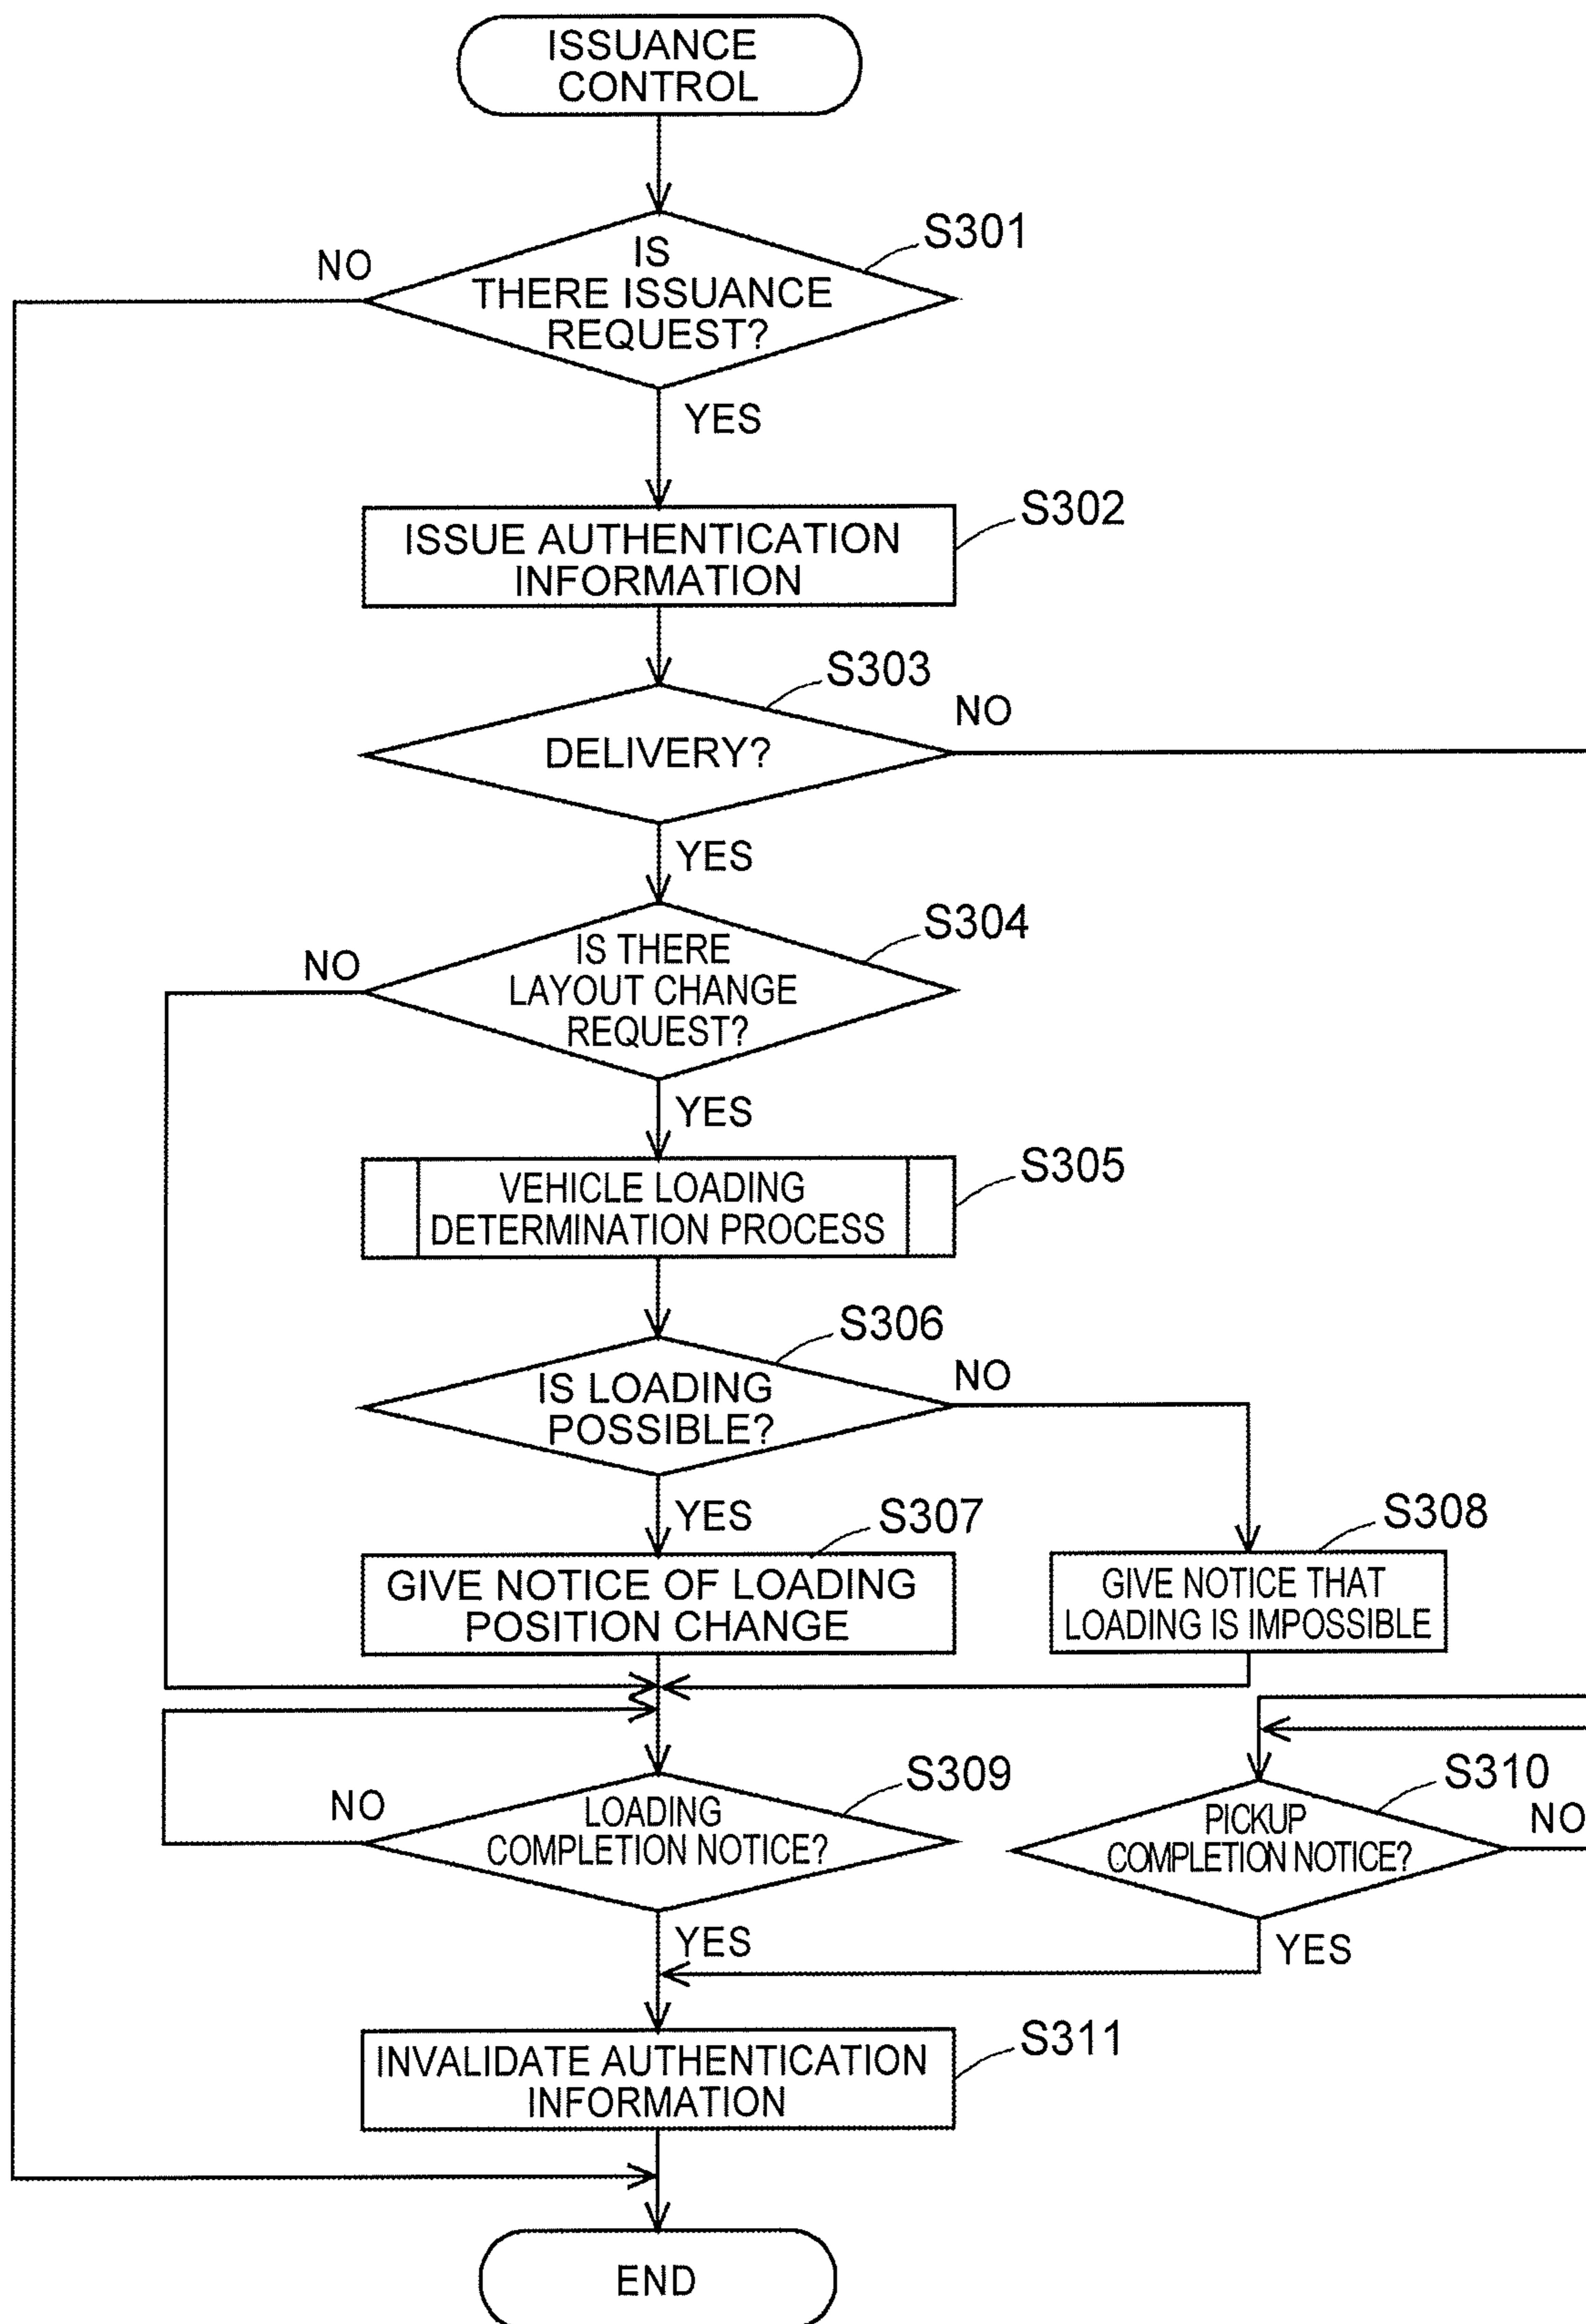 ISSUANCE
CONTROL
S301
NO
IS
THERE ISSUANCE
REQUEST?
YES
S302
ISSUE AUTHENTICATION
INFORMATION
S303
NO
DELIVERY?
YES
S304
NO
IS THERE
LAYOUT CHANGE
REQUEST?
YES
S305
VEHICLE LOADING
DETERMINATION PROCESS
S306
NO
IS LOADING
POSSIBLE?
YES
S307
S308
GIVE NOTICE OF LOADING
POSITION CHANGE
GIVE NOTICE THAT
LOADING IS IMPOSSIBLE
S309
S310
NO
LOADING
COMPLETION NOTICE?
PICKUP
COMPLETION NOTICE?
NO
YES
YES
S311
INVALIDATE AUTHENTICATION
INFORMATION
END